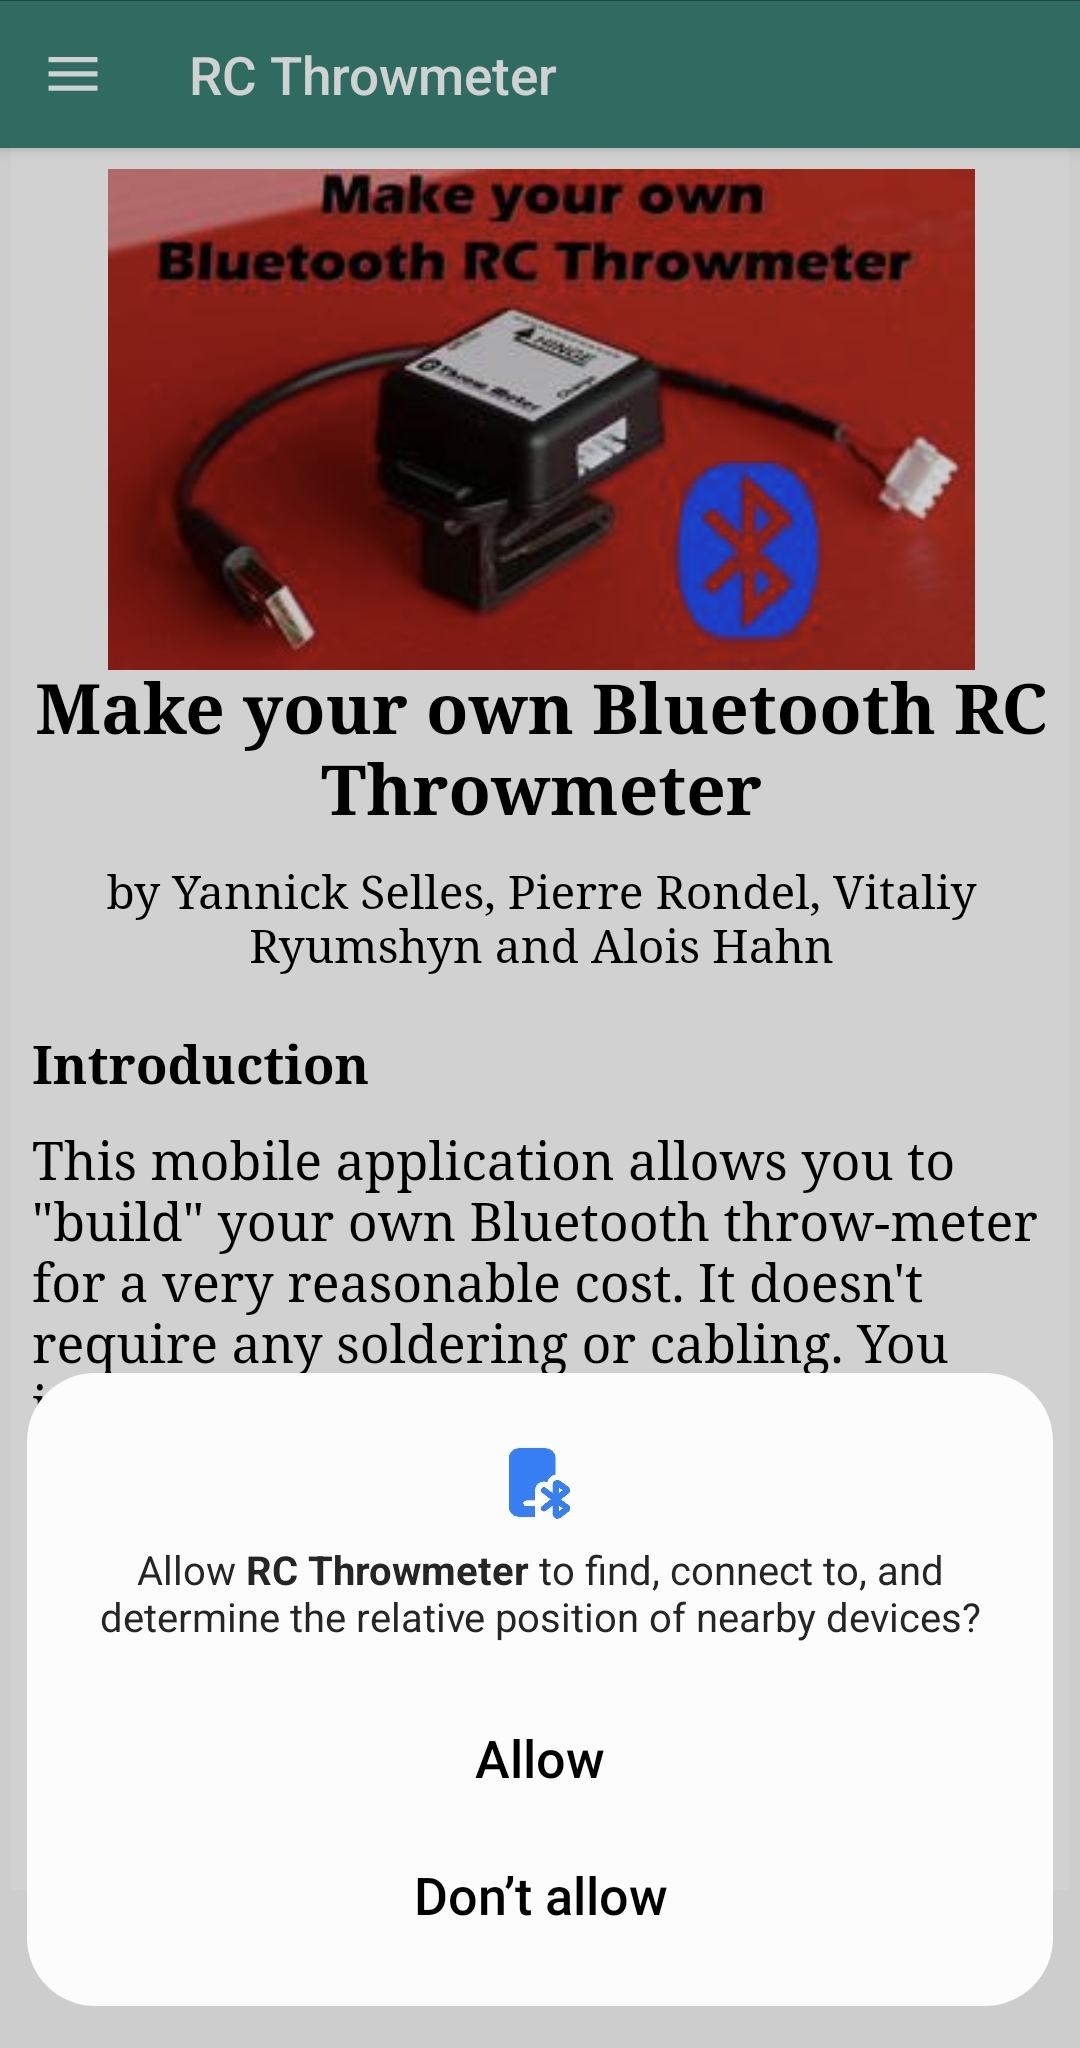 RC Throwmeter
Make your own
Bluetooth RC Throwmeter
HINGE
Throw Meter
Make your own Bluetooth RC
Throwmeter
by Yannick Selles, Pierre Rondel, Vitaliy
Ryumshyn and Alois Hahn
Introduction
This mobile application allows you to
"build" your own Bluetooth throw-meter
for a very reasonable cost. It doesn't
require any soldering or cabling. You
Allow RC Throwmeter to find, connect to, and
determine the relative position of nearby devices?
Allow
Don’t allow